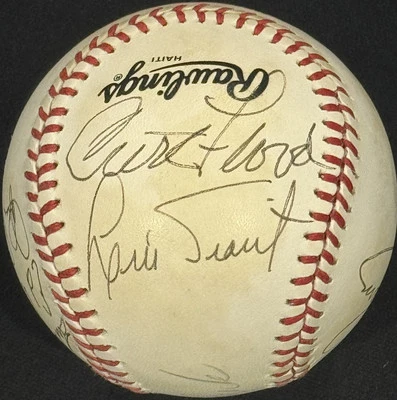 Rawlings®
HAITI
Curt Flood
Luis Tiant